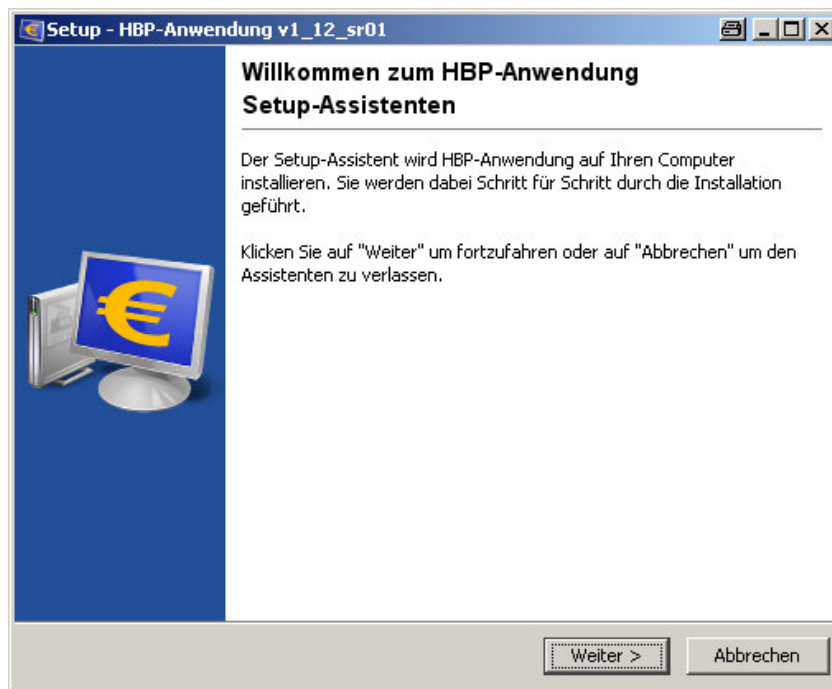 Setup - HBP-Anwendung v1_12_sr01
Willkommen zum HBP-Anwendung
Setup-Assistenten
Der Setup-Assistent wird HBP-Anwendung auf Ihren Computer
installieren. Sie werden dabei Schritt für Schritt durch die Installation
geführt.
Klicken Sie auf "Weiter" um fortzufahren oder auf "Abbrechen" um den
Assistenten zu verlassen.
€
Weiter >
Abbrechen